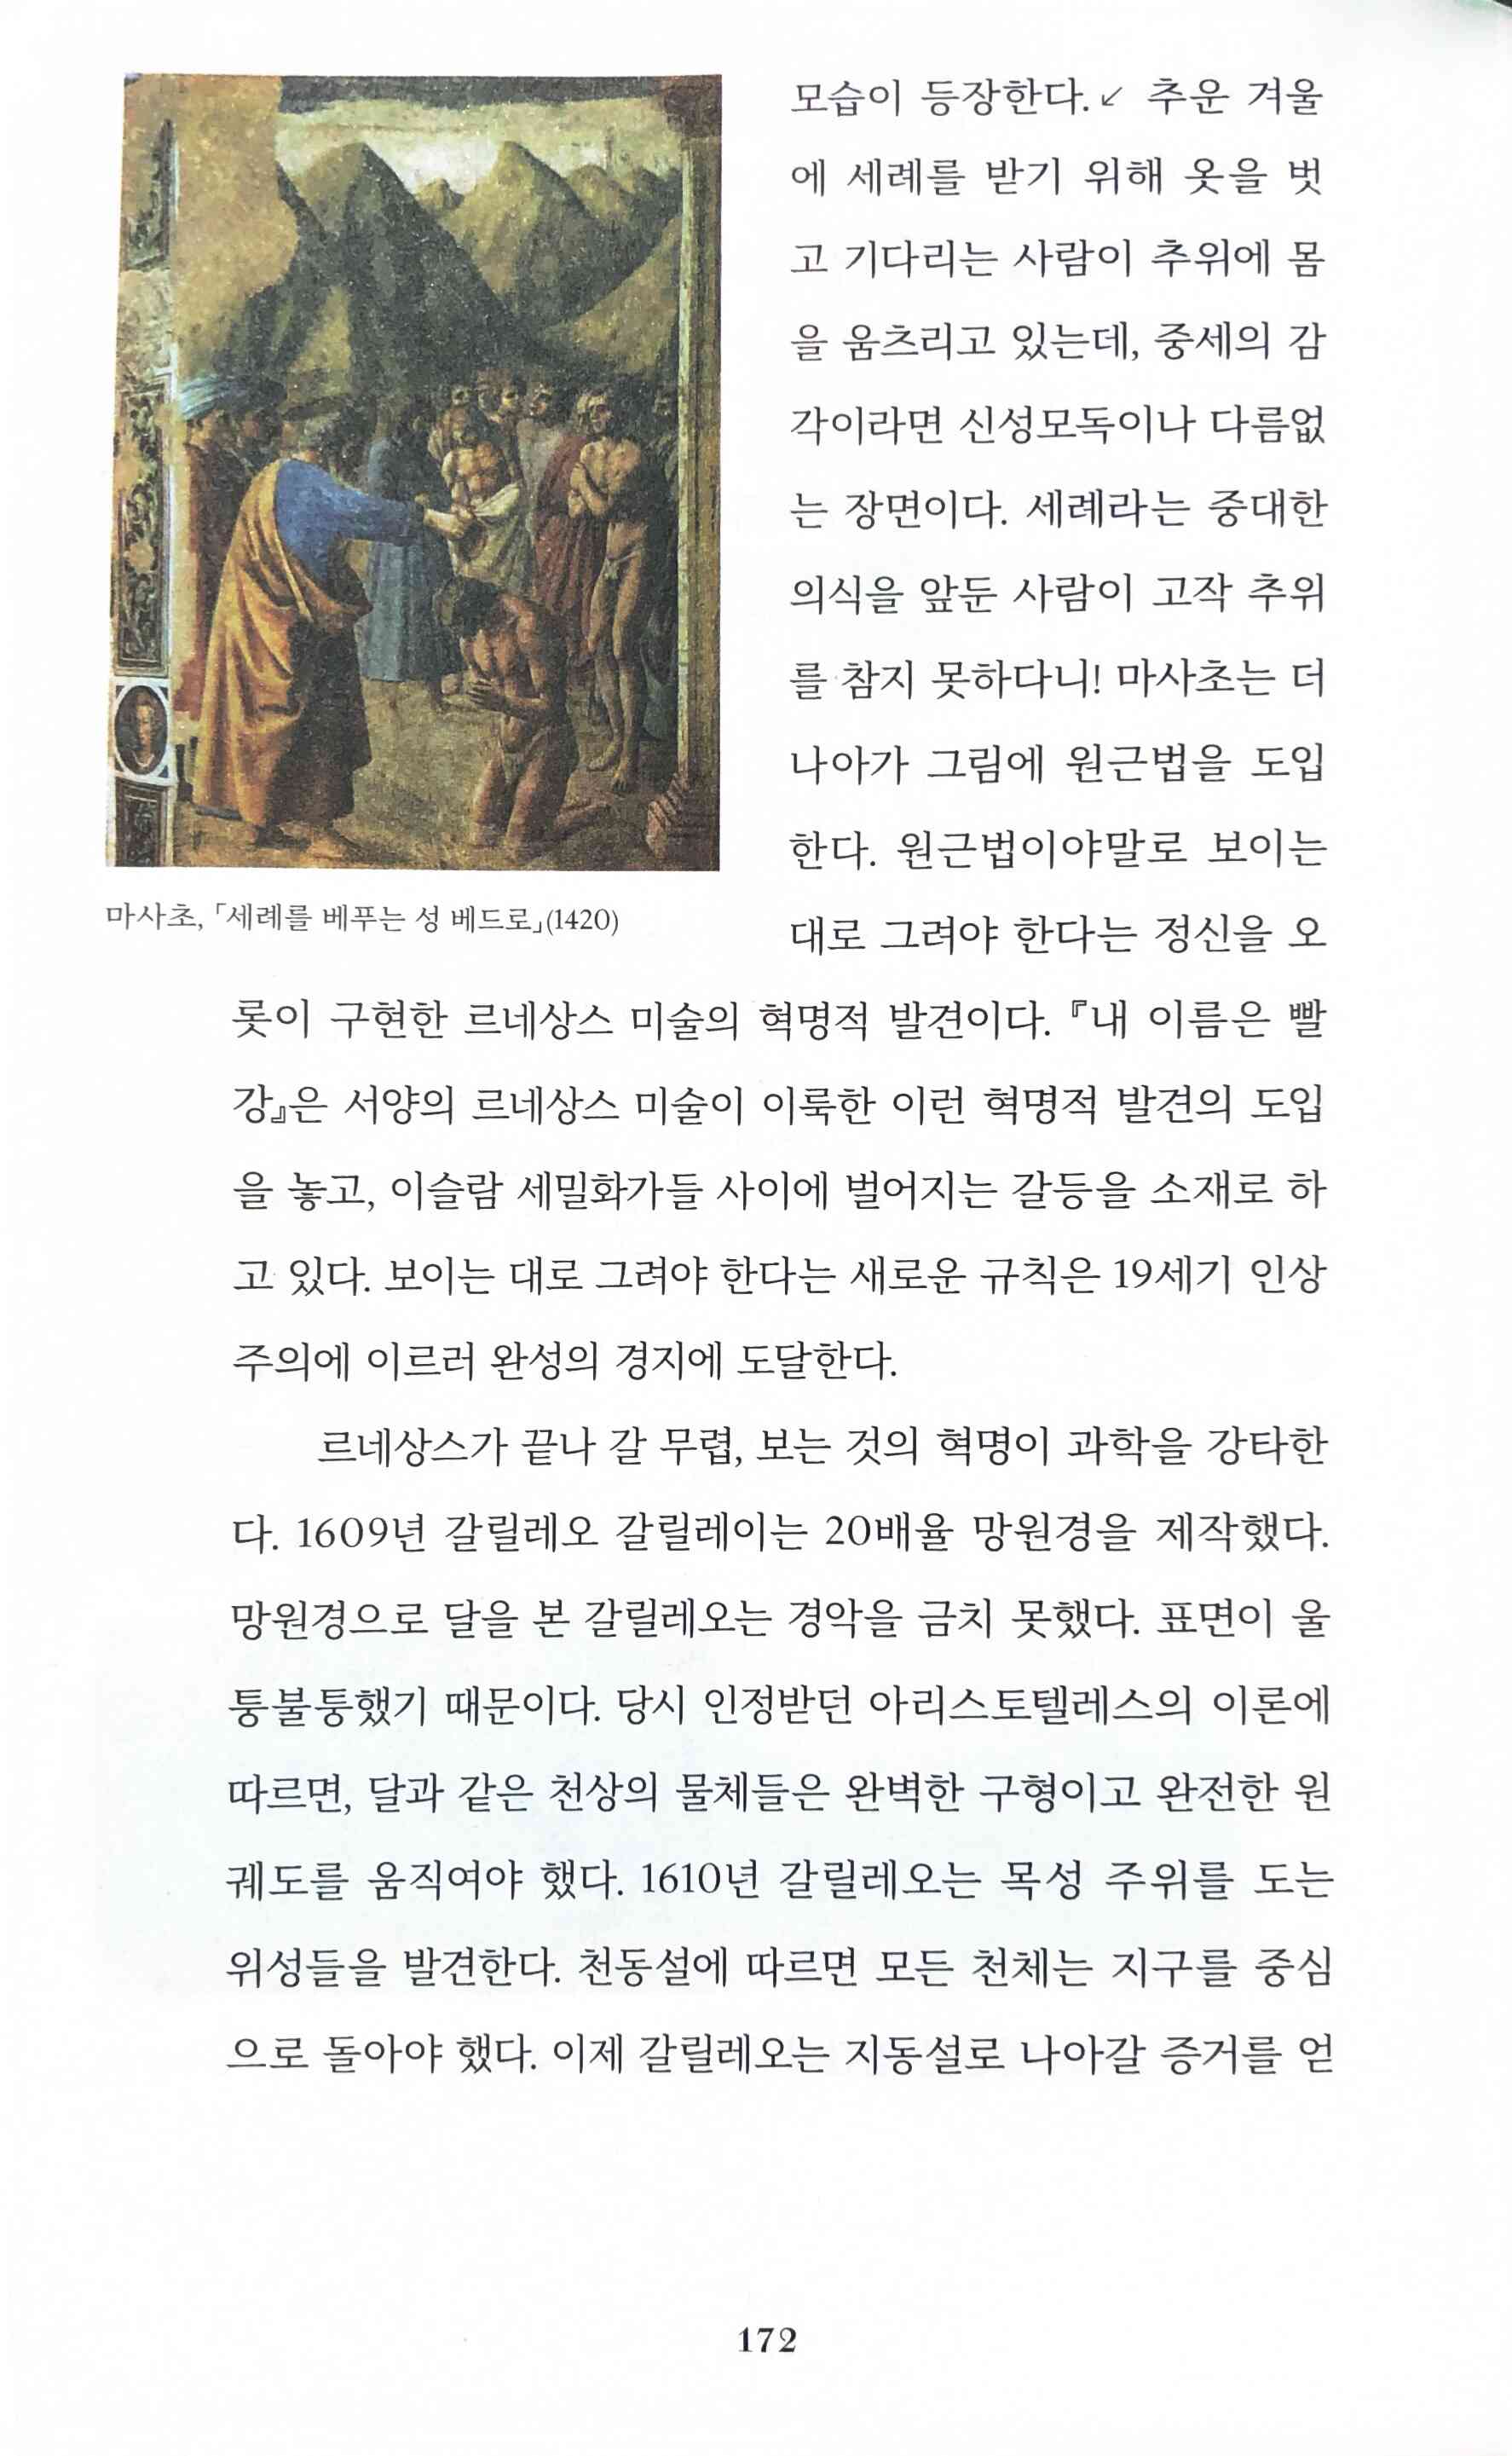 모습이 등장한다.↙ 추운 겨울
에 세례를 받기 위해 옷을 벗
고 기다리는 사람이 추위에 몸
을 움츠리고 있는데, 중세의 감
각이라면 신성모독이나 다름없
는 장면이다. 세례라는 중대한
의식을 앞둔 사람이 고작 추위
를 참지 못하다니! 마사초는 더
나아가 그림에 원근법을 도입
한다. 원근법이야말로 보이는
대로 그려야 한다는 정신을 오
마사초, 「세례를 베푸는 성 베드로」(1420)
롯이 구현한 르네상스 미술의 혁명적 발견이다. 『내 이름은 빨
강』은 서양의 르네상스 미술이 이룩한 이런 혁명적 발견의 도입
을 놓고, 이슬람 세밀화가들 사이에 벌어지는 갈등을 소재로 하
고 있다. 보이는 대로 그려야 한다는 새로운 규칙은 19세기 인상
주의에 이르러 완성의 경지에 도달한다.
르네상스가 끝나 갈 무렵, 보는 것의 혁명이 과학을 강타한
다. 1609년 갈릴레오 갈릴레이는 20배율 망원경을 제작했다.
망원경으로 달을 본 갈릴레오는 경악을 금치 못했다. 표면이 울
퉁불퉁했기 때문이다. 당시 인정받던 아리스토텔레스의 이론에
따르면, 달과 같은 천상의 물체들은 완벽한 구형이고 완전한 원
궤도를 움직여야 했다. 1610년 갈릴레오는 목성 주위를 도는
위성들을 발견한다. 천동설에 따르면 모든 천체는 지구를 중심
으로 돌아야 했다. 이제 갈릴레오는 지동설로 나아갈 증거를 얻
172